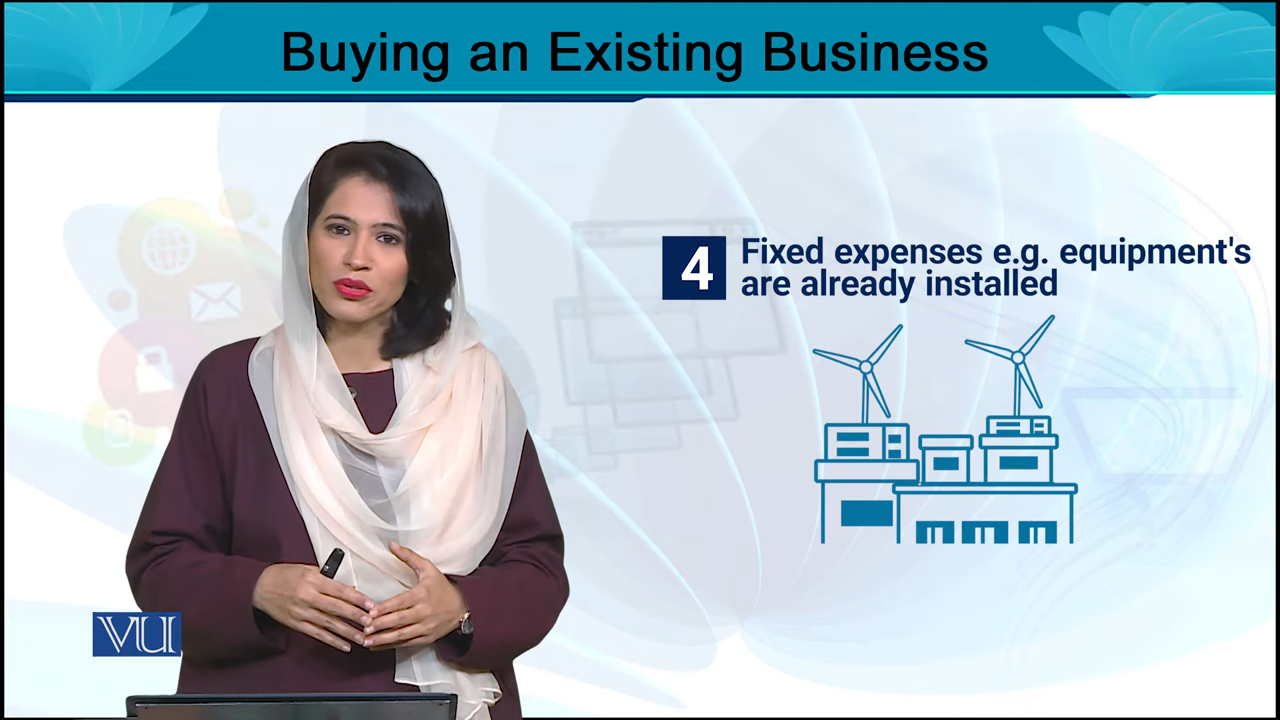 Buying an Existing Business
4 Fixed expenses e.g. equipment's
are already installed
VU